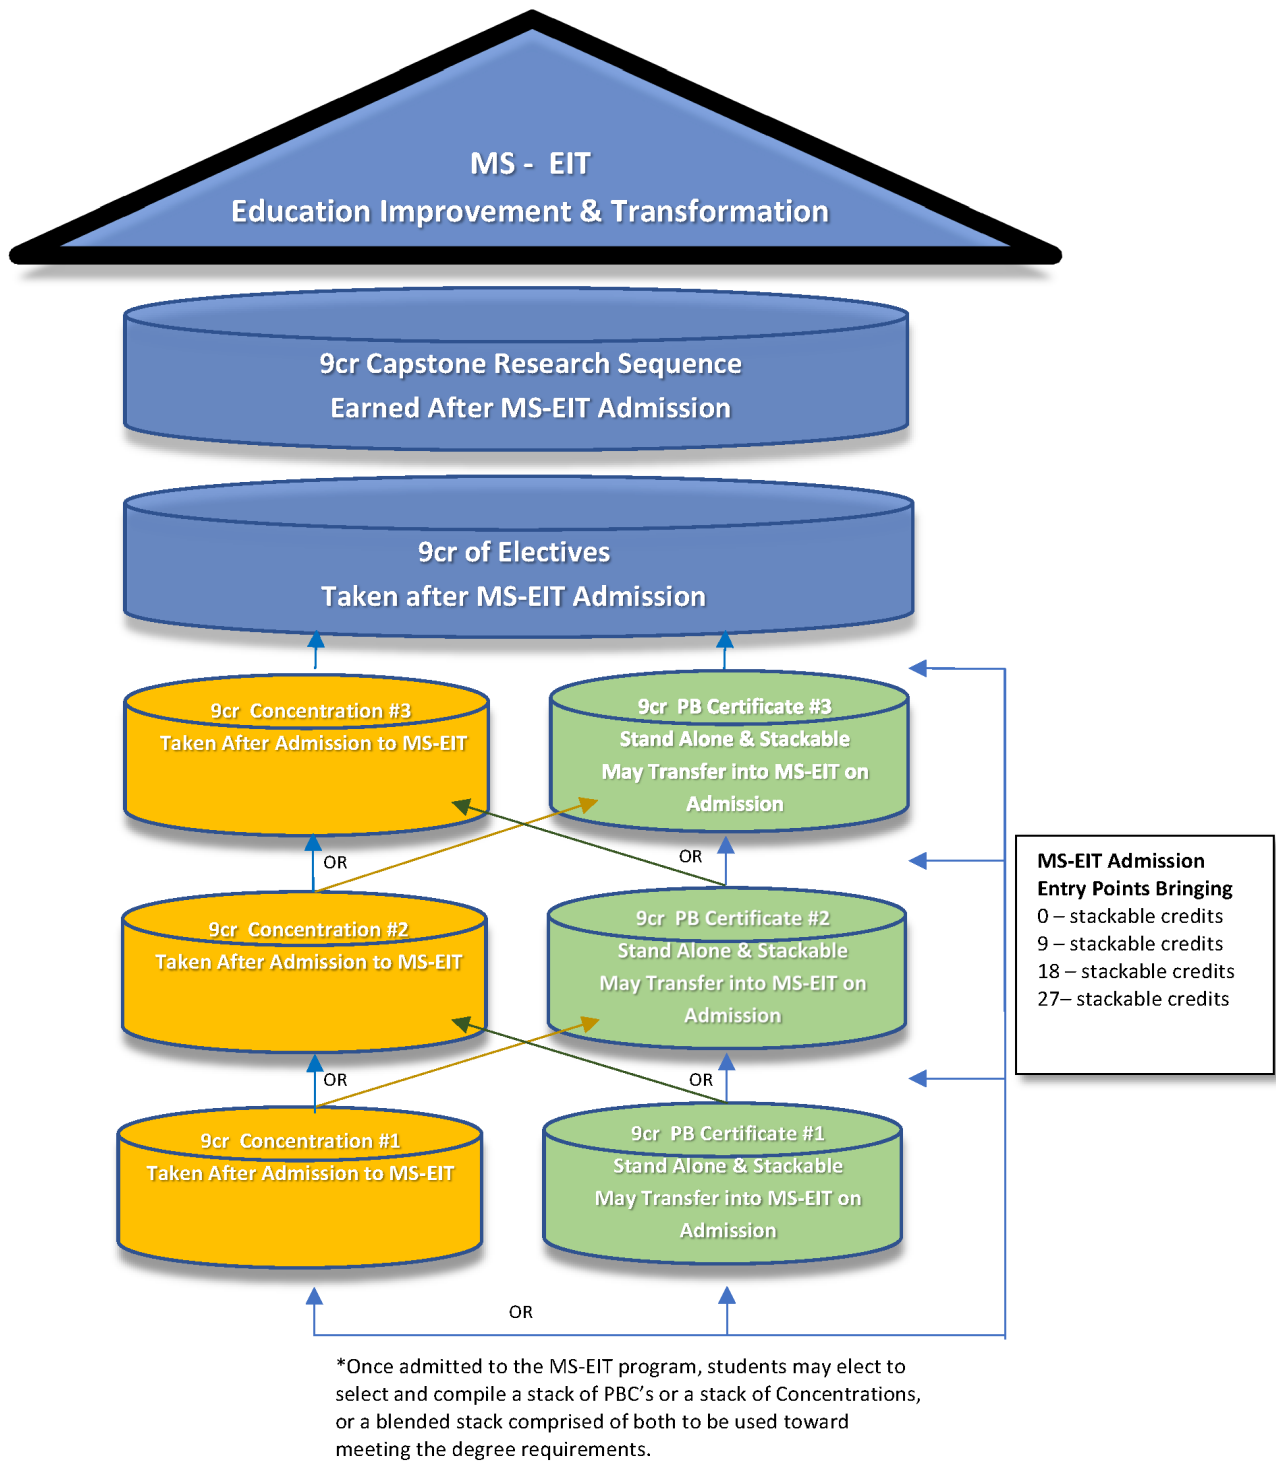 MS - EIT
Education Improvement & Transformation
9cr Capstone Research Sequence
Earned After MS-EIT Admission
9cr of Electives
Taken after MS-EIT Admission
9cr Concentration #3
Taken After Admission to MS-EIT
9cr PB Certificate #3
Stand Alone & Stackable
May Transfer into MS-EIT on
Admission
OR
OR
MS-EIT Admission
Entry Points Bringing
0 – stackable credits
9 – stackable credits
18 – stackable credits
27– stackable credits
9cr Concentration #2
Taken After Admission to MS-EIT
9cr PB Certificate #2
Stand Alone & Stackable
May Transfer into MS-EIT on
Admission
OR
OR
9cr Concentration #1
Taken After Admission to MS-EIT
9cr PB Certificate #1
Stand Alone & Stackable
May Transfer into MS-EIT on
Admission
OR
*Once admitted to the MS-EIT program, students may elect to
select and compile a stack of PBC's or a stack of Concentrations,
or a blended stack comprised of both to be used toward
meeting the degree requirements.